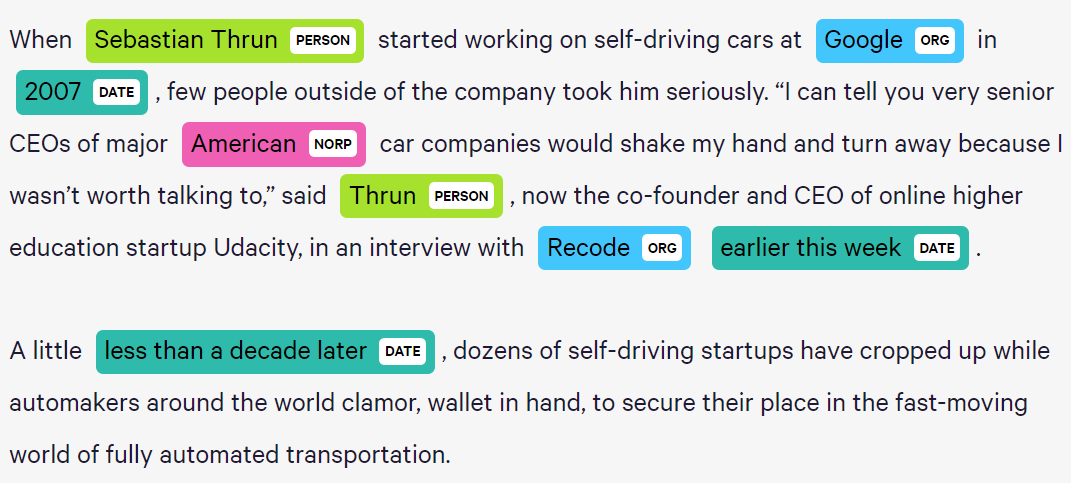 When Sebastian Thrun PERSON started working on self-driving cars at Google ORG in
2007 DATE , few people outside of the company took him seriously. “I can tell you very senior
CEOs of major American NORP car companies would shake my hand and turn away because I
wasn’t worth talking to,” said Thrun PERSON , now the co-founder and CEO of online higher
education startup Udacity, in an interview with Recode ORG earlier this week DATE .
A little less than a decade later DATE , dozens of self-driving startups have cropped up while
automakers around the world clamor, wallet in hand, to secure their place in the fast-moving
world of fully automated transportation.